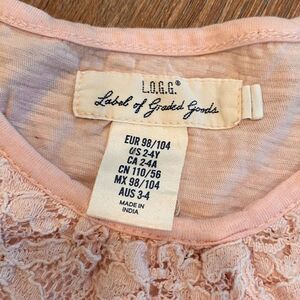 L.O.G.G.®
Label of Graded Goods
EUR 98/104
US 2-4Y
CA 2-4A
CN 110/56
MX 98/104
AUS 3-4
MADE IN
INDIA